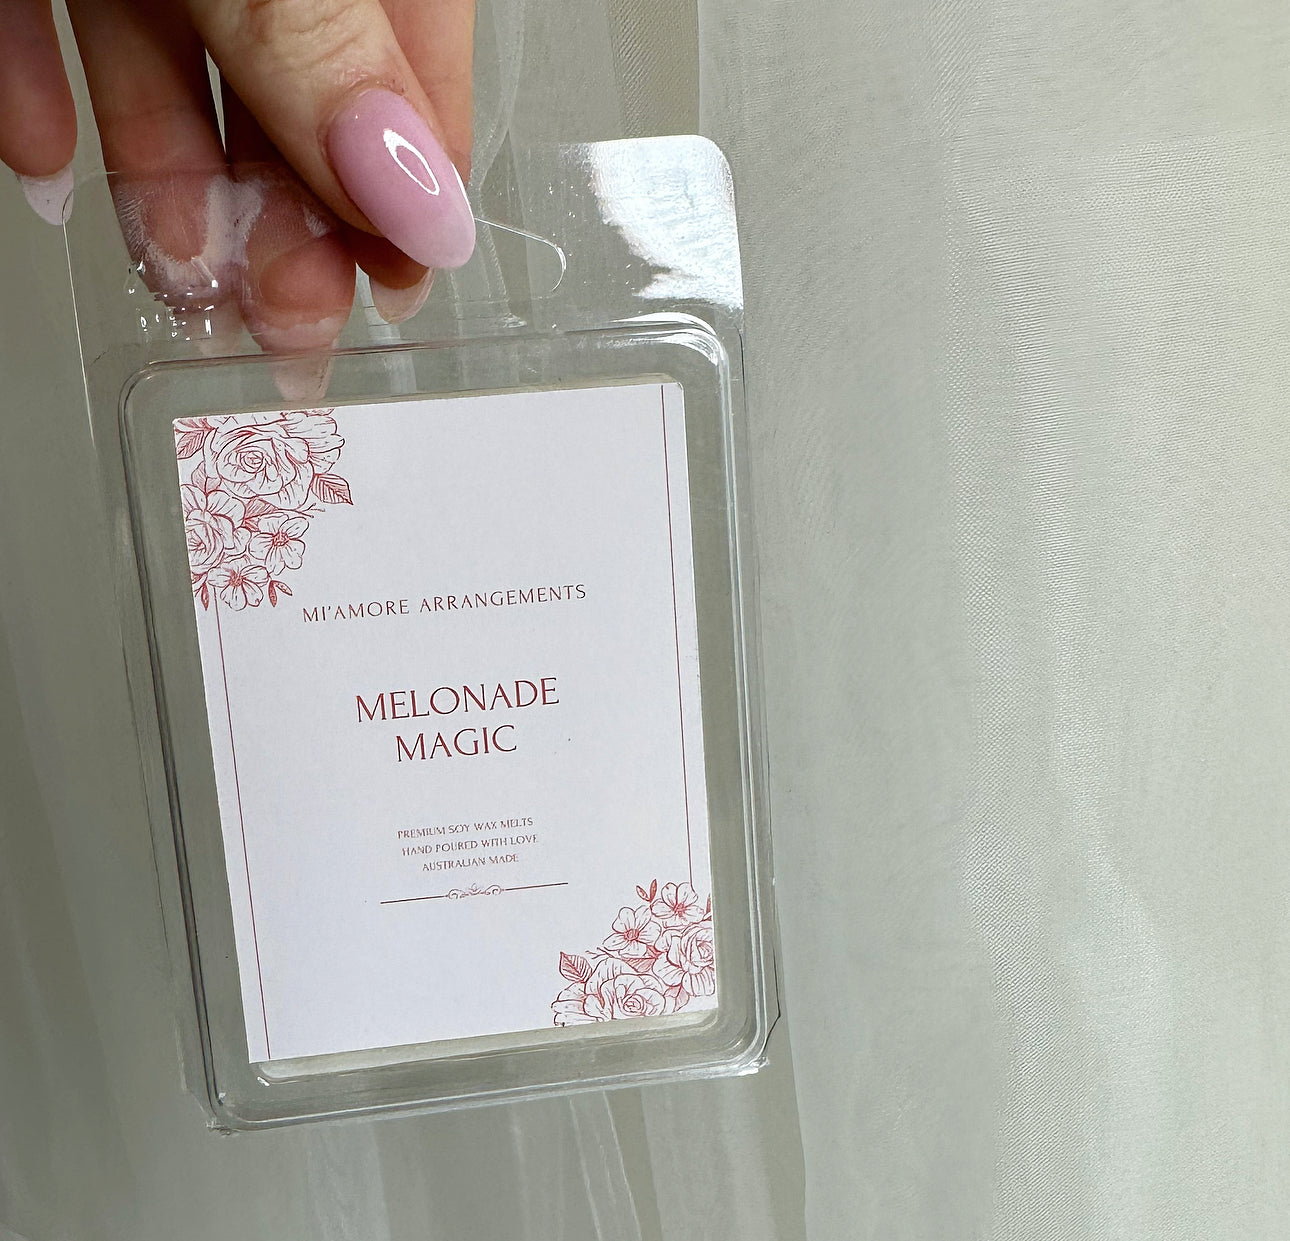 MI'AMORE ARRANGEMENTS
MELONADE
MAGIC
PREMIUM SOY WAX MELTS
HAND POURED WITH LOVE
AUSTRALIAN MADE